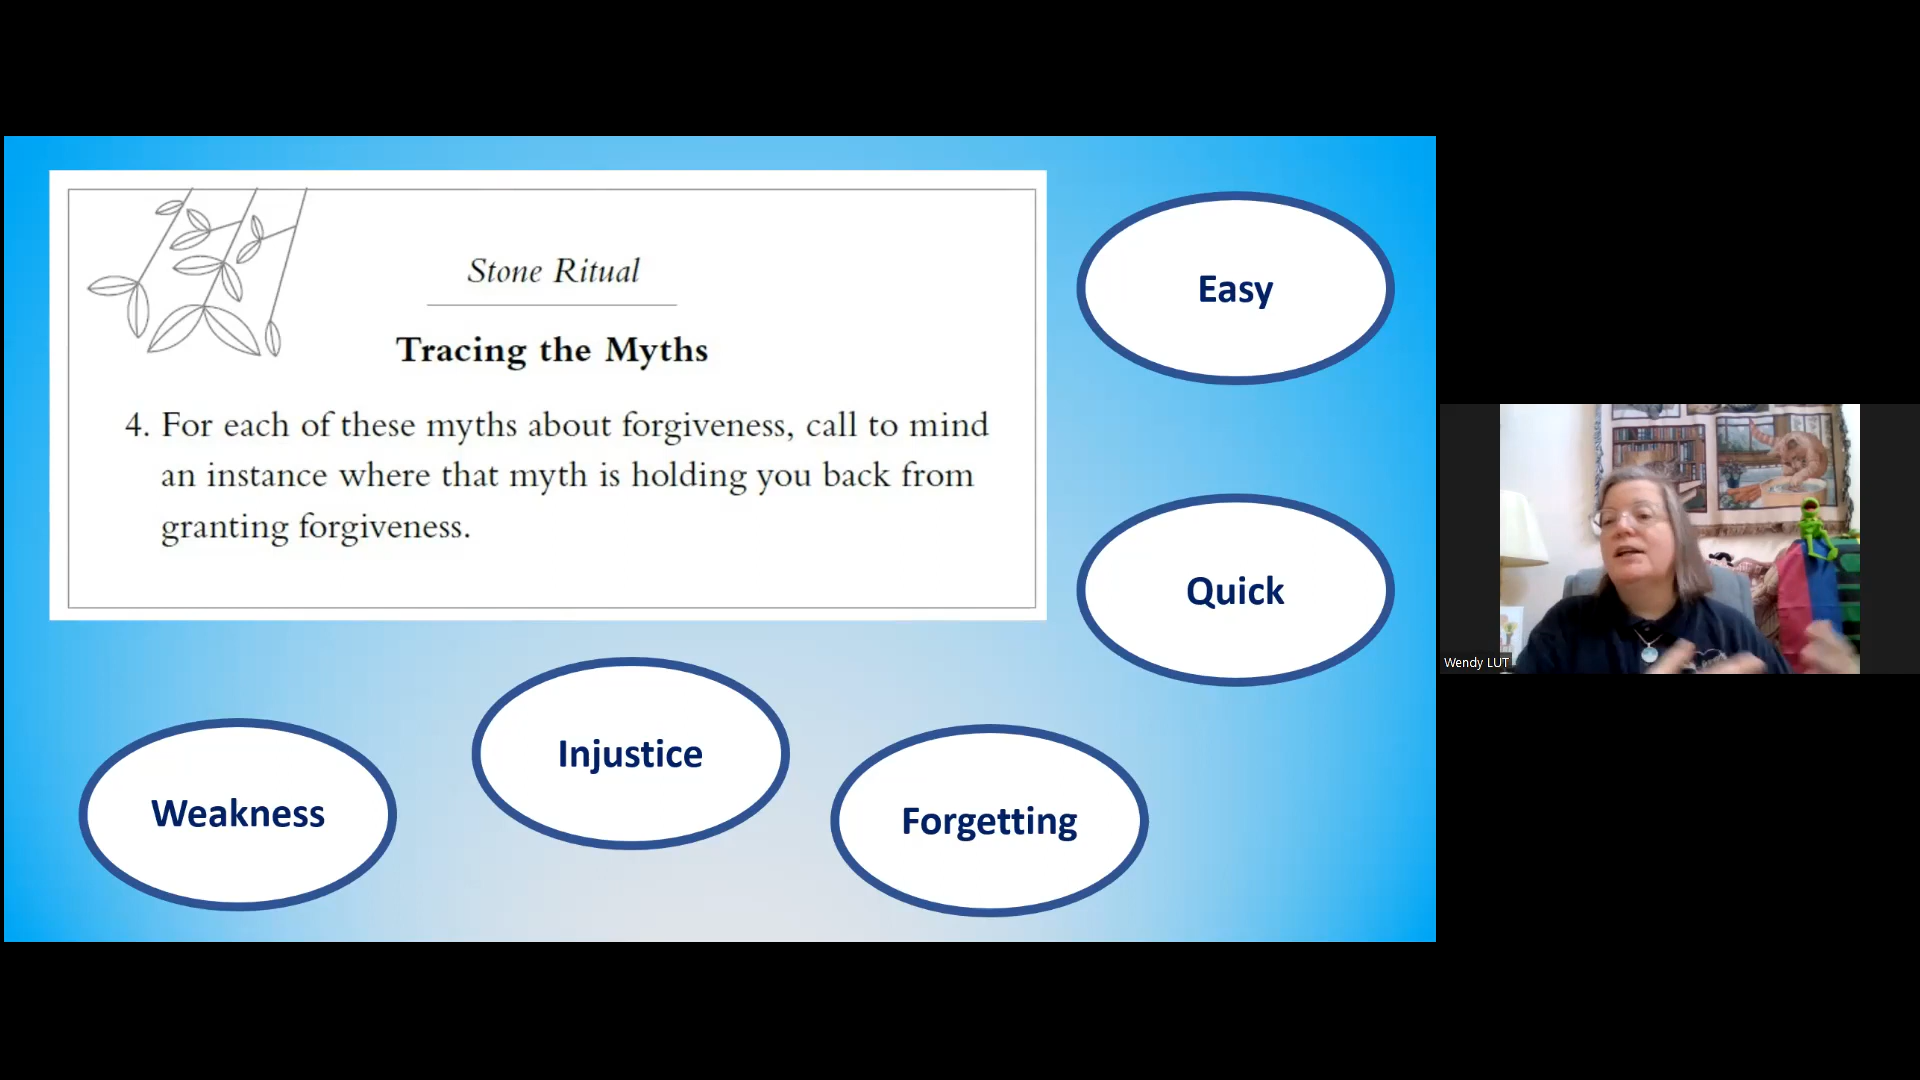 Stone Ritual
Tracing the Myths
4. For each of these myths about forgiveness, call to mind
an instance where that myth is holding you back from
granting forgiveness.
Easy
Quick
Injustice
Weakness
Forgetting
Wendy LUT